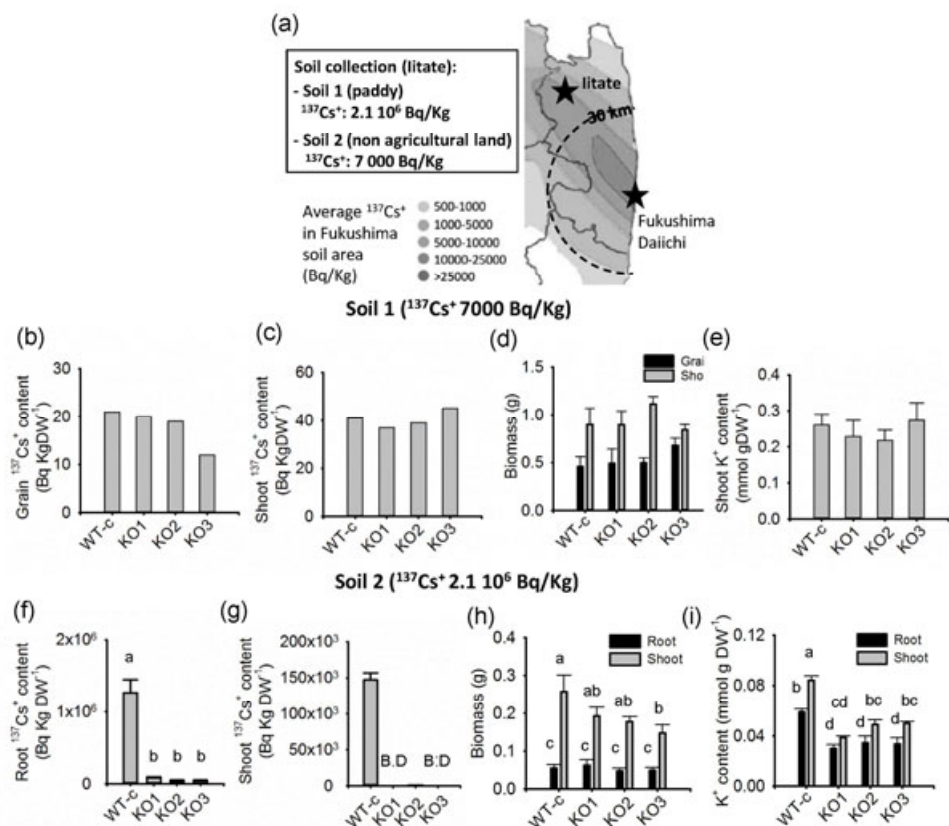 (a)
Soil collection (Iitate):
- Soil 1 (paddy)
¹³⁷Cs⁺: 2.1 10⁶ Bq/Kg
- Soil 2 (non agricultural land)
¹³⁷Cs⁺: 7 000 Bq/Kg
Iitate
30 km
Fukushima
Daiichi
Average ¹³⁷Cs⁺
in Fukushima
soil area
(Bq/Kg)
500-1000
1000-5000
5000-10000
10000-25000
>25000
Soil 1 (¹³⁷Cs⁺ 7000 Bq/Kg)
(b)
Grain ¹³⁷Cs⁺ content
(Bq KgDW⁻¹)
30
20
10
0
WT-c
KO1
KO2
KO3
(c)
Shoot ¹³⁷Cs⁺ content
(Bq KgDW⁻¹)
60
40
20
0
WT-c
KO1
KO2
KO3
(d)
Biomass (g)
1.5
1.0
0.5
0.0
Grai
Sho
WT-c
KO1
KO2
KO3
(e)
Shoot K⁺ content
(mmol gDW⁻¹)
0.4
0.3
0.2
0.1
0.0
WT-c
KO1
KO2
KO3
Soil 2 (¹³⁷Cs⁺ 2.1 10⁶ Bq/Kg)
(f)
Root ¹³⁷Cs⁺ content
(Bq Kg DW⁻¹)
2x10⁶
1x10⁶
0
a
b
b
b
WT-c
KO1
KO2
KO3
(g)
Shoot ¹³⁷Cs⁺ content
(Bq Kg DW⁻¹)
200x10³
150x10³
100x10³
50x10³
0
B.D
B.D
WT-c
KO1
KO2
KO3
(h)
Biomass (g)
0.4
0.3
0.2
0.1
0.0
Root
Shoot
c
a
c
ab
c
ab
c
b
WT-c
KO1
KO2
KO3
(i)
K⁺ content (mmol g DW⁻¹)
0.12
0.08
0.04
0.00
Root
Shoot
b
a
d
cd
d
bc
d
bc
WT-c
KO1
KO2
KO3